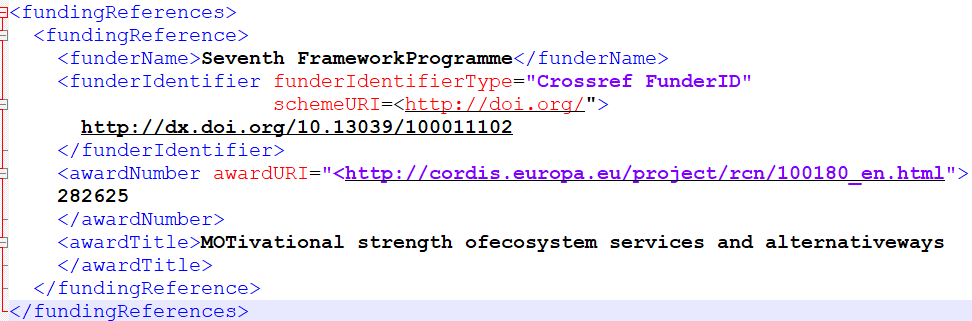 <fundingReferences>
<fundingReference>
<funderName>Seventh FrameworkProgramme</funderName>
<funderIdentifier funderIdentifierType="Crossref FunderID"
schemeURI=<http://doi.org/">
http://dx.doi.org/10.13039/100011102
</funderIdentifier>
<awardNumber awardURI="<http://cordis.europa.eu/project/rcn/100180_en.html">
282625
</awardNumber>
<awardTitle>MOTivational strength ofecosystem services and alternativeways
</awardTitle>
</fundingReference>
</fundingReferences>